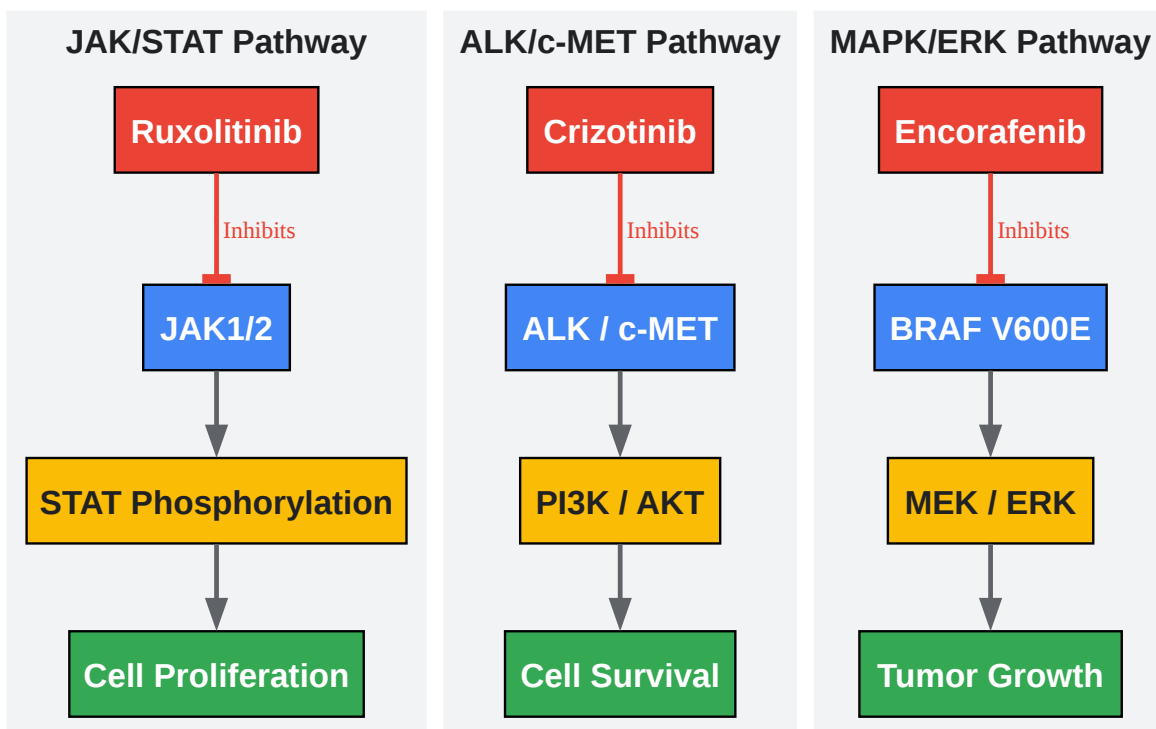 JAK/STAT Pathway
Ruxolitinib
Inhibits
JAK1/2
STAT Phosphorylation
Cell Proliferation
ALK/c-MET Pathway
Crizotinib
Inhibits
ALK / c-MET
PI3K / AKT
Cell Survival
MAPK/ERK Pathway
Encorafenib
Inhibits
BRAF V600E
MEK / ERK
Tumor Growth